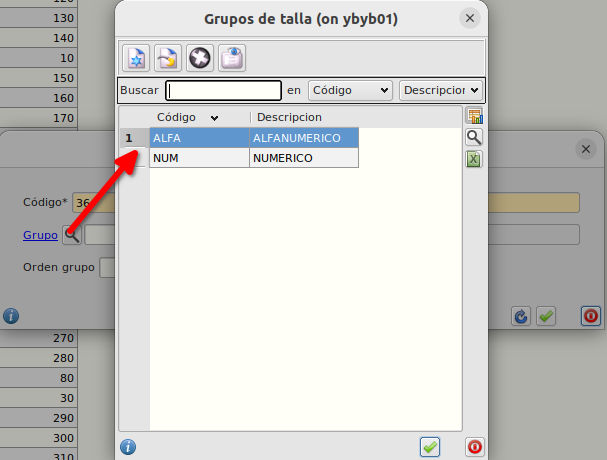 120
130
140
10
150
160
170
Grupos de talla (on ybyb01)
Buscar en Código Descripcion
Código Descripcion
1 ALFA ALFANUMERICO
NUM NUMERICO
Código* 36
Grupo
Orden grupo
270
280
80
30
290
300
310